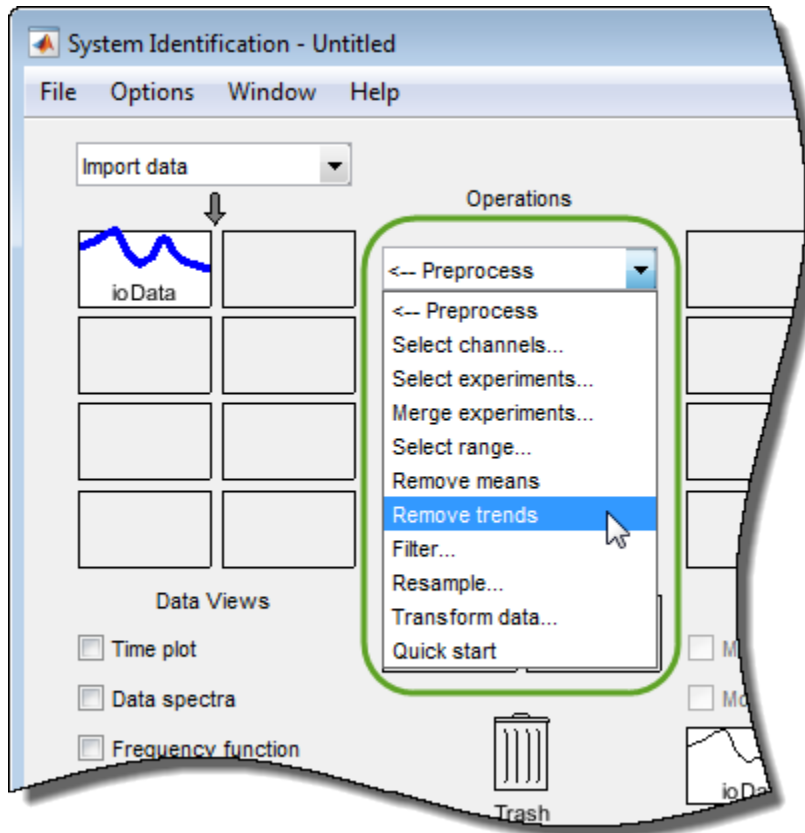 System Identification - Untitled
File Options Window Help
Import data
Operations
ioData
<-- Preprocess
<-- Preprocess
Select channels...
Select experiments...
Merge experiments...
Select range...
Remove means
Remove trends
Filter...
Resample...
Transform data...
Quick start
Data Views
Time plot
Data spectra
Frequency function
Trash